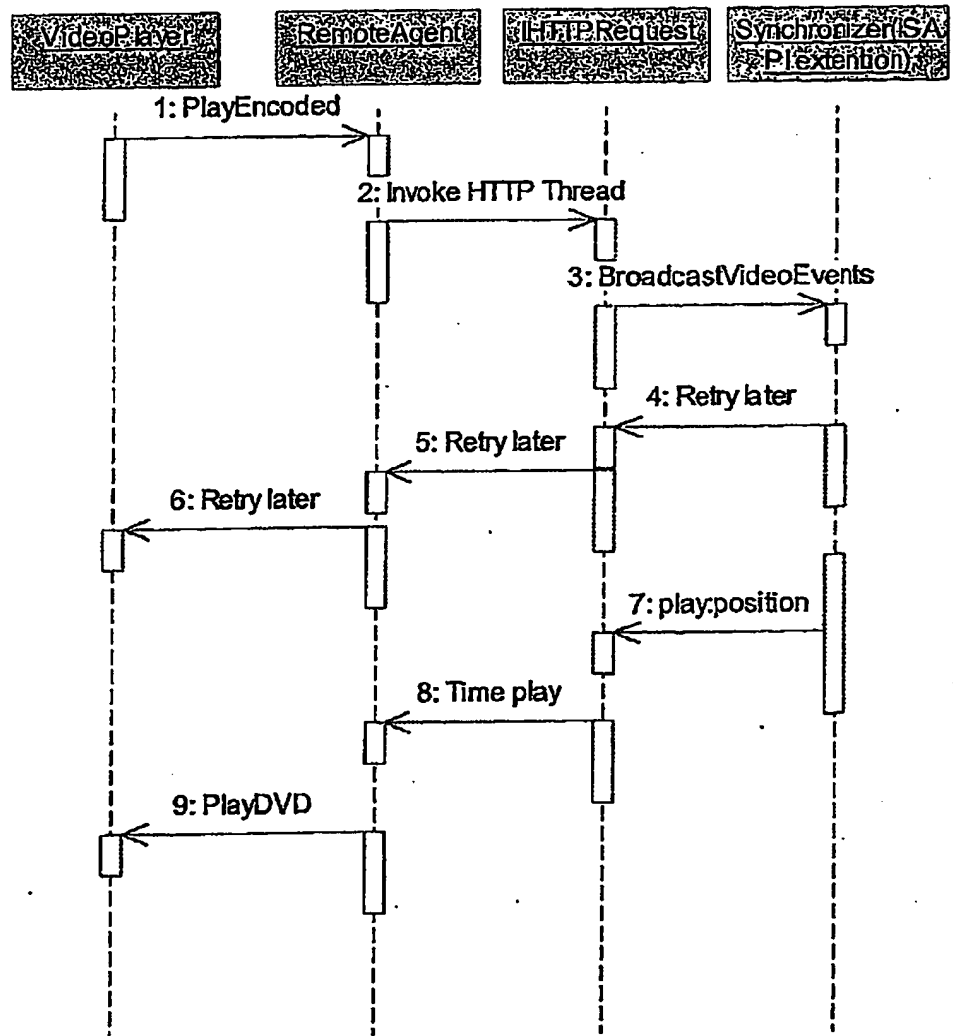 VideoPlayer
RemoteAgent
IHTTPRequest
Synchronizer(ISA
PI extention)
1: PlayEncoded
2: Invoke HTTP Thread
3: BroadcastVideoEvents
4: Retry later
5: Retry later
6: Retry later
7: play:position
8: Time play
9: PlayDVD